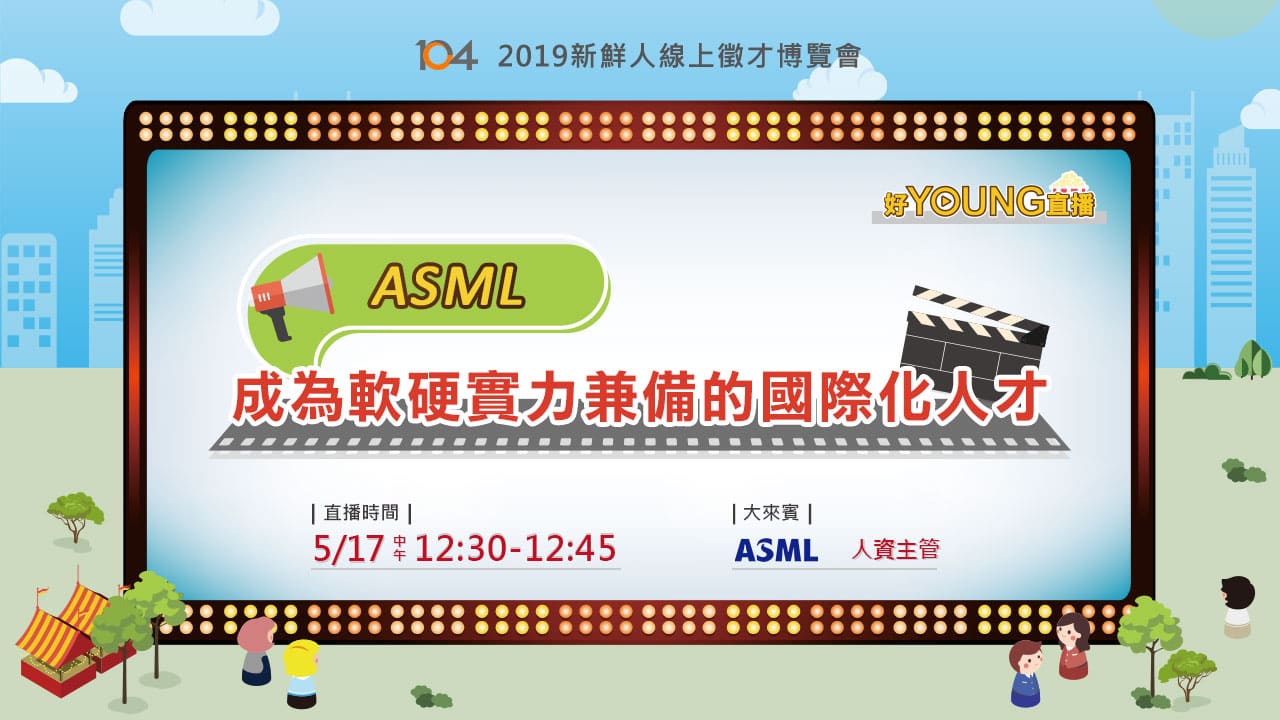 104 2019新鮮人線上徵才博覽會
好YOUNG直播
ASML
成為軟硬實力兼備的國際化人才
| 直播時間 |
5/17 中午 12:30-12:45
| 大來賓 |
ASML 人資主管